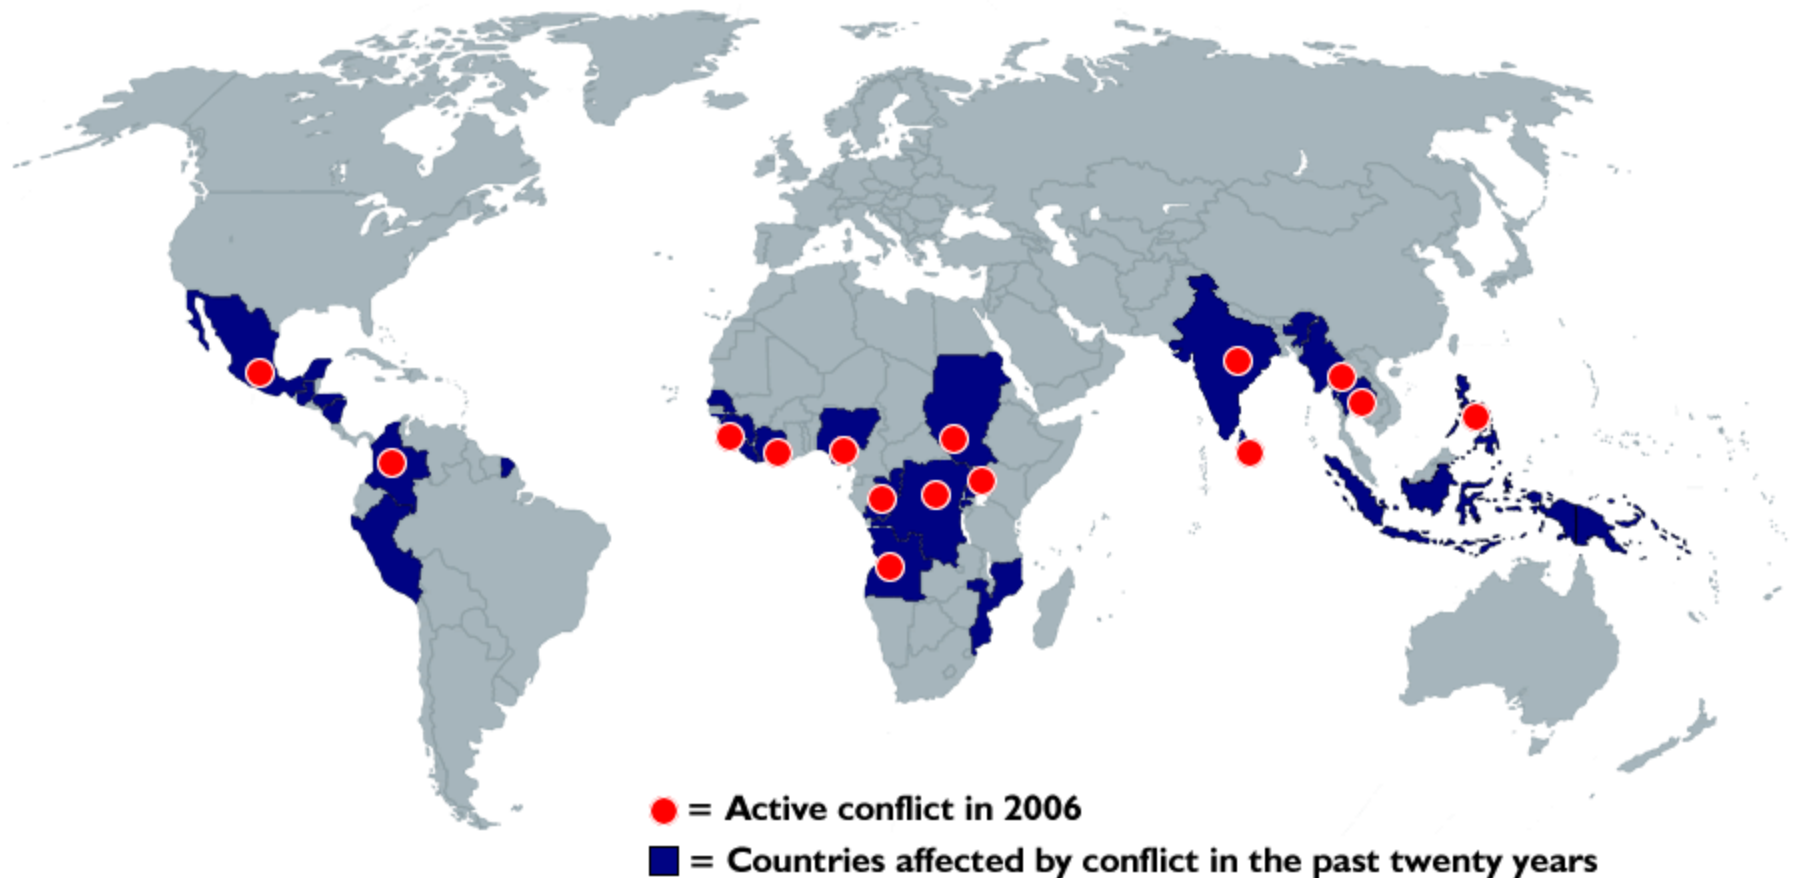 = Active conflict in 2006
= Countries affected by conflict in the past twenty years